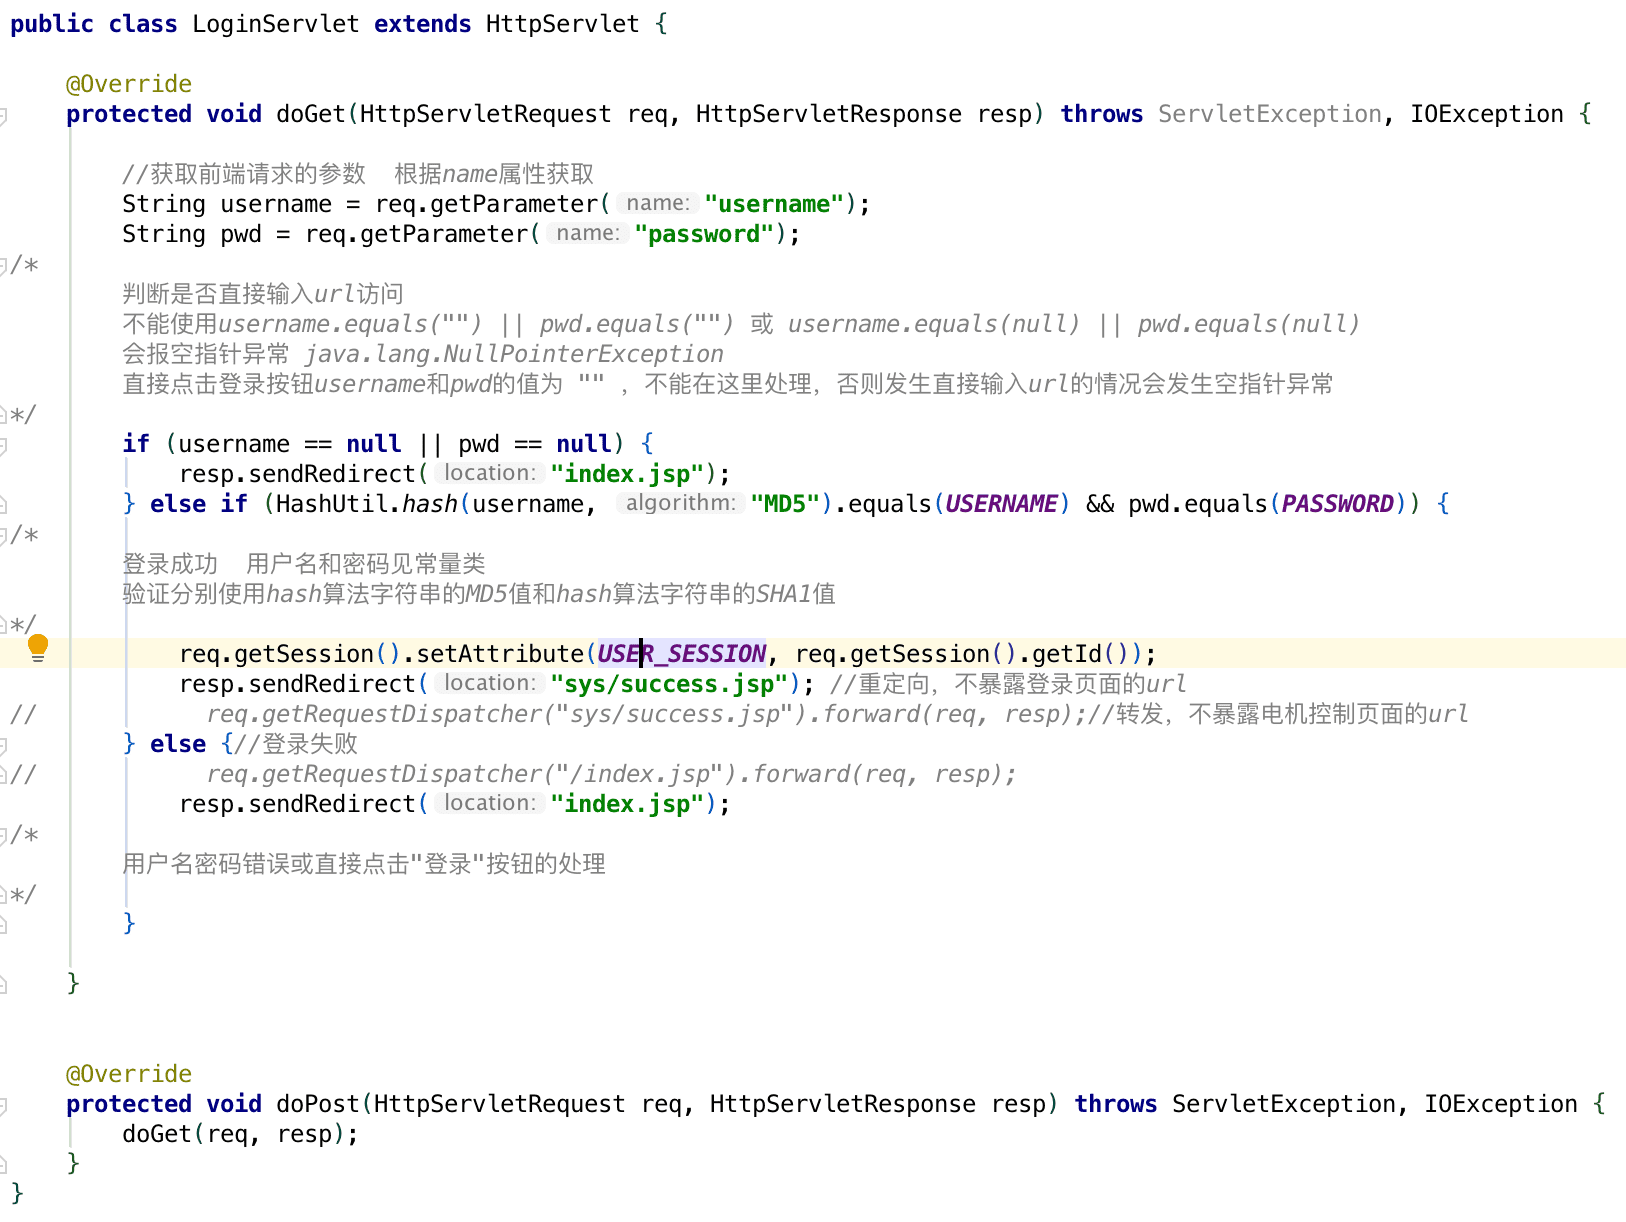 public class LoginServlet extends HttpServlet {
@Override
protected void doGet(HttpServletRequest req, HttpServletResponse resp) throws ServletException, IOException {
//获取前端请求的参数  根据name属性获取
String username = req.getParameter( name: "username");
String pwd = req.getParameter( name: "password");
/*
判断是否直接输入url访问
不能使用username.equals("") || pwd.equals("") 或 username.equals(null) || pwd.equals(null)
会报空指针异常 java.lang.NullPointerException
直接点击登录按钮username和pwd的值为 "" ，不能在这里处理，否则发生直接输入url的情况会发生空指针异常
*/
if (username == null || pwd == null) {
resp.sendRedirect( location: "index.jsp");
} else if (HashUtil.hash(username,  algorithm: "MD5").equals(USERNAME) && pwd.equals(PASSWORD)) {
/*
登录成功  用户名和密码见常量类
验证分别使用hash算法字符串的MD5值和hash算法字符串的SHA1值
*/
req.getSession().setAttribute(USER_SESSION, req.getSession().getId());
resp.sendRedirect( location: "sys/success.jsp"); //重定向，不暴露登录页面的url
// req.getRequestDispatcher("sys/success.jsp").forward(req, resp);//转发，不暴露电机控制页面的url
} else {//登录失败
// req.getRequestDispatcher("/index.jsp").forward(req, resp);
resp.sendRedirect( location: "index.jsp");
/*
用户名密码错误或直接点击"登录"按钮的处理
*/
}
}
@Override
protected void doPost(HttpServletRequest req, HttpServletResponse resp) throws ServletException, IOException {
doGet(req, resp);
}
}